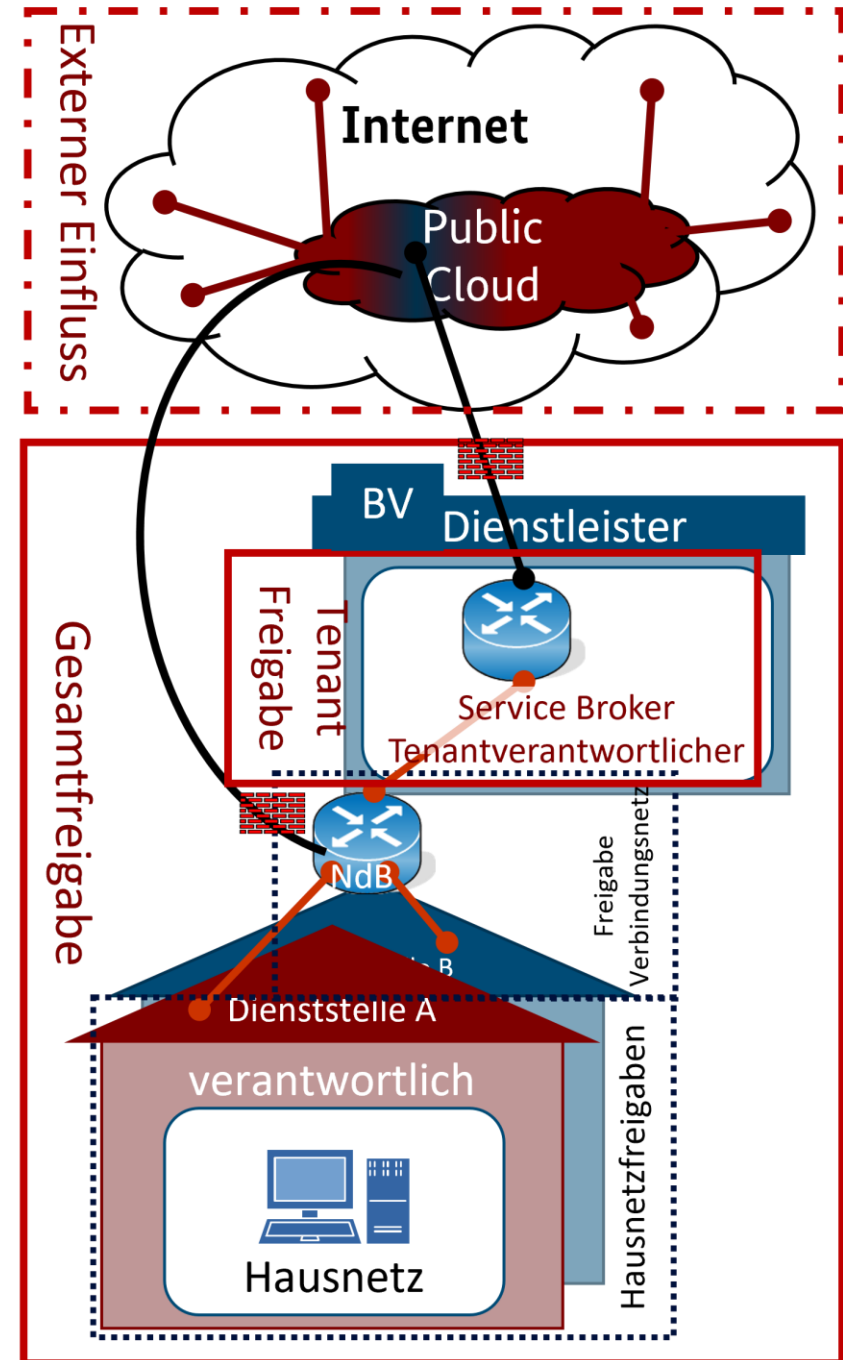 Externer Einfluss
Internet
Public
Cloud
BV
Dienstleister
Gesamtfreigabe
Tenant
Freigabe
Service Broker
Tenantverantwortlicher
NdB
Freigabe
Verbindungsnetz
B
Dienststelle A
verantwortlich
Hausnetz
Hausnetzfreigaben